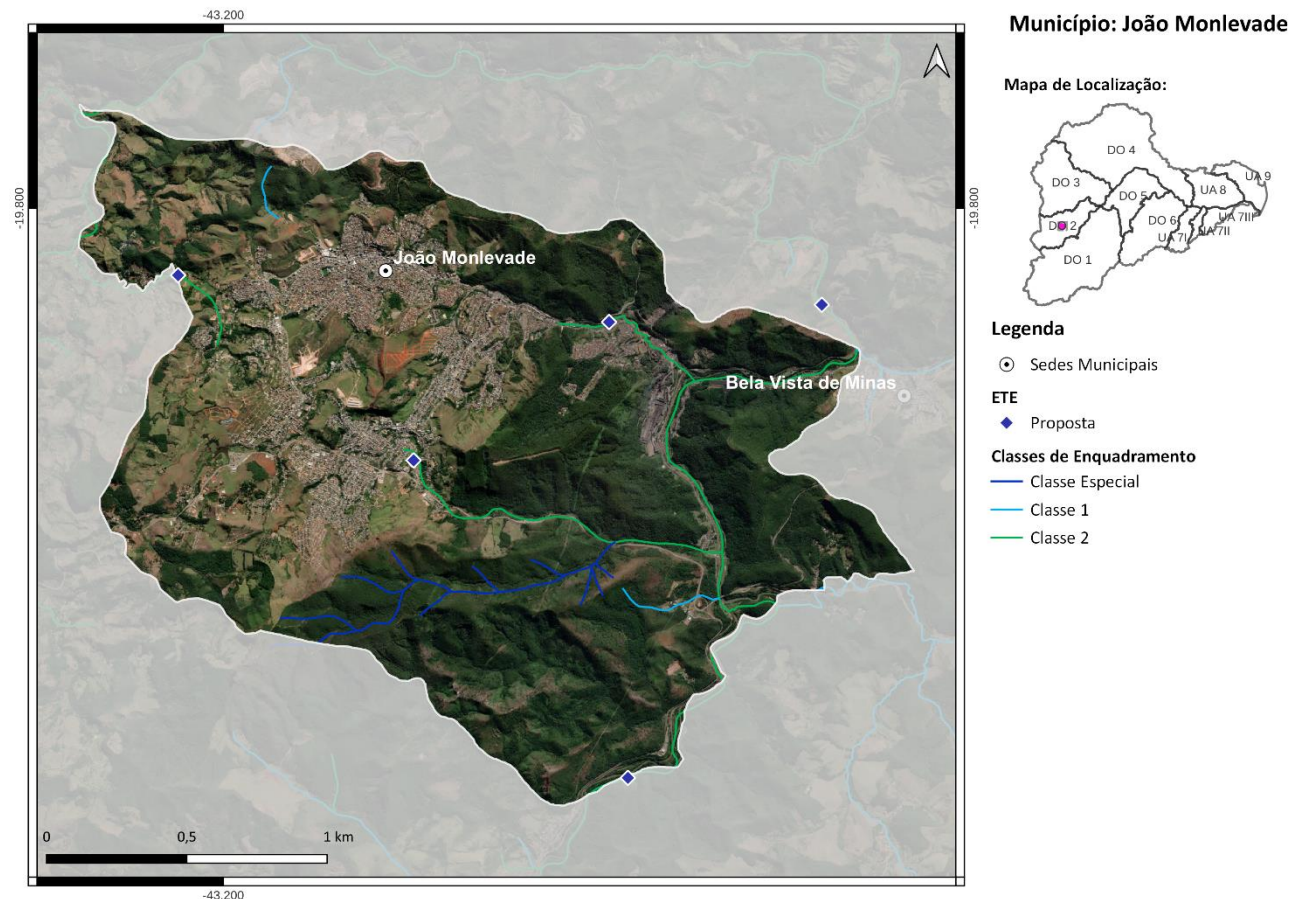 -43.200
Município: João Monlevade
Mapa de Localização:
DO 4
DO 3
UA 9
UA 8
DO 5
DO 6
UA 7III
DO 2
UA 7II
UA 7I
DO 1
-19.800
-19.800
João Monlevade
Bela Vista de Minas
Legenda
Sedes Municipais
ETE
Proposta
Classes de Enquadramento
Classe Especial
Classe 1
Classe 2
0 0,5 1 km
-43.200